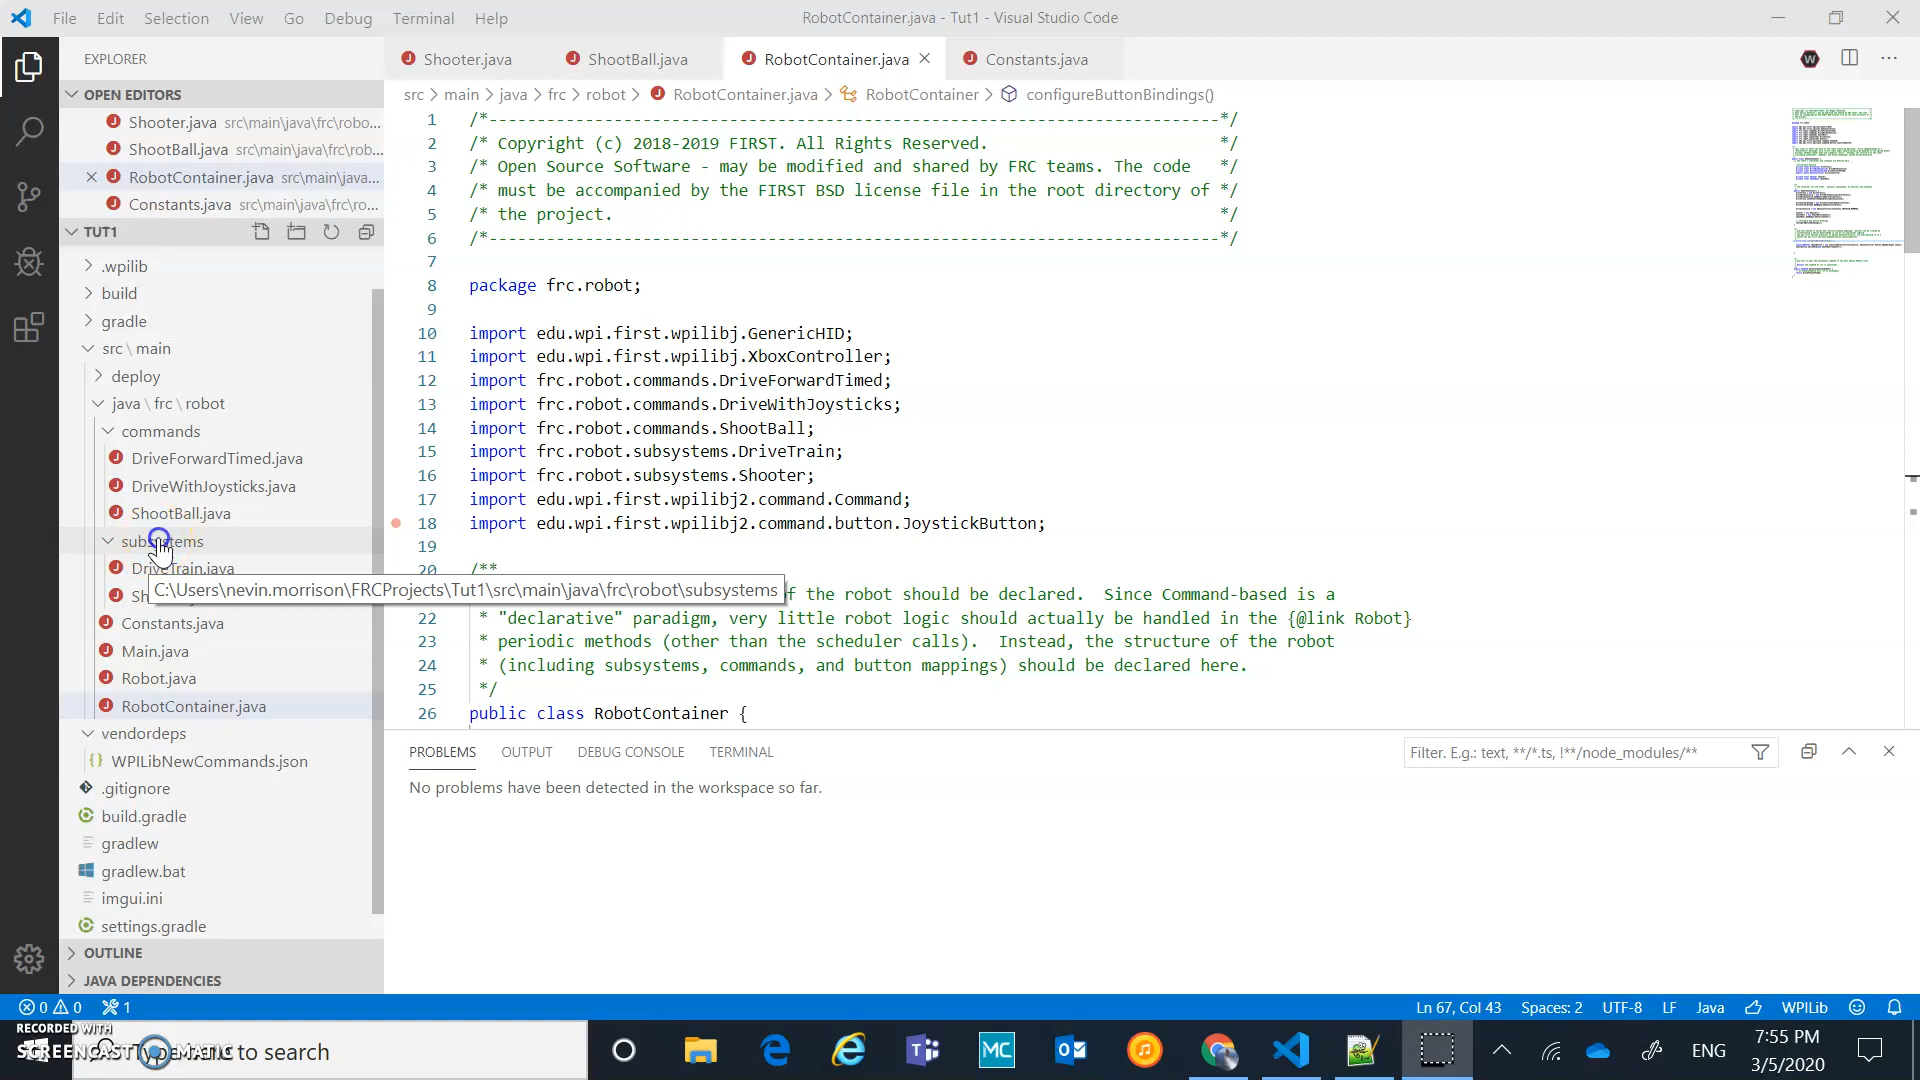 File Edit Selection View Go Debug Terminal Help
RobotContainer.java - Tut1 - Visual Studio Code
EXPLORER
OPEN EDITORS
Shooter.java src\main\java\frc\robo...
ShootBall.java src\main\java\frc\rob...
RobotContainer.java src\main\java...
Constants.java src\main\java\frc\ro...
TUT1
.wpilib
build
gradle
src \ main
deploy
java \ frc \ robot
commands
DriveForwardTimed.java
DriveWithJoysticks.java
ShootBall.java
subsystems
DriveTrain.java
C:\Users\nevin.morrison\FRCProjects\Tut1\src\main\java\frc\robot\subsystems
Constants.java
Main.java
Robot.java
RobotContainer.java
vendordeps
{} WPILibNewCommands.json
.gitignore
build.gradle
gradlew
gradlew.bat
imgui.ini
settings.gradle
OUTLINE
JAVA DEPENDENCIES
Shooter.java ShootBall.java RobotContainer.java Constants.java
src > main > java > frc > robot > RobotContainer.java > RobotContainer > configureButtonBindings()
1 /*----------------------------------------------------------------------------*/
2 /* Copyright (c) 2018-2019 FIRST. All Rights Reserved. */
3 /* Open Source Software - may be modified and shared by FRC teams. The code */
4 /* must be accompanied by the FIRST BSD license file in the root directory of */
5 /* the project. */
6 /*----------------------------------------------------------------------------*/
7
8 package frc.robot;
9
10 import edu.wpi.first.wpilibj.GenericHID;
11 import edu.wpi.first.wpilibj.XboxController;
12 import frc.robot.commands.DriveForwardTimed;
13 import frc.robot.commands.DriveWithJoysticks;
14 import frc.robot.commands.ShootBall;
15 import frc.robot.subsystems.DriveTrain;
16 import frc.robot.subsystems.Shooter;
17 import edu.wpi.first.wpilibj2.command.Command;
18 import edu.wpi.first.wpilibj2.command.button.JoystickButton;
19
20 /**
of the robot should be declared. Since Command-based is a
22 * "declarative" paradigm, very little robot logic should actually be handled in the {@link Robot}
23 * periodic methods (other than the scheduler calls). Instead, the structure of the robot
24 * (including subsystems, commands, and button mappings) should be declared here.
25 */
26 public class RobotContainer {
PROBLEMS OUTPUT DEBUG CONSOLE TERMINAL
Filter. E.g.: text, **/*.ts, !**/node_modules/**
No problems have been detected in the workspace so far.
0 0 1
Ln 67, Col 43 Spaces: 2 UTF-8 LF Java WPILib
RECORDED WITH
SCREENCAST MATIC
Type here to search
MC
ENG
7:55 PM
3/5/2020